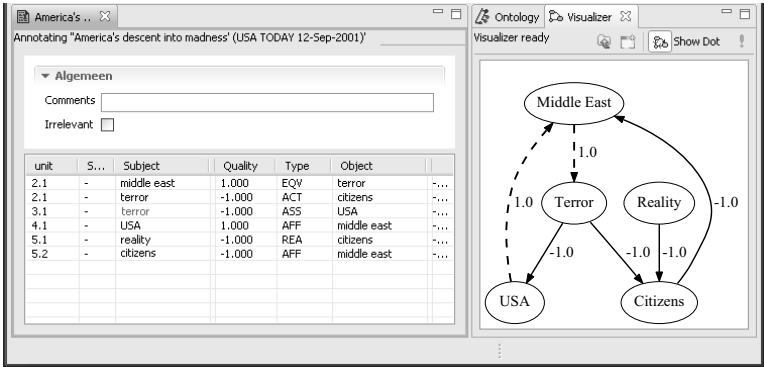 America's ..
Annotating "America's descent into madness' (USA TODAY 12-Sep-2001)'
Algemeen
Comments
Irrelevant
unit S... Subject Quality Type Object
2.1 - middle east 1.000 EQV terror -...
2.1 - terror -1.000 ACT citizens -...
3.1 - terror -1.000 ASS USA -...
4.1 - USA 1.000 AFF middle east -...
5.1 - reality -1.000 REA citizens -...
5.2 - citizens -1.000 AFF middle east -...
Ontology Visualizer
Visualizer ready Show Dot
Middle East
1.0
1.0 Terror Reality -1.0
-1.0 -1.0 -1.0
USA Citizens